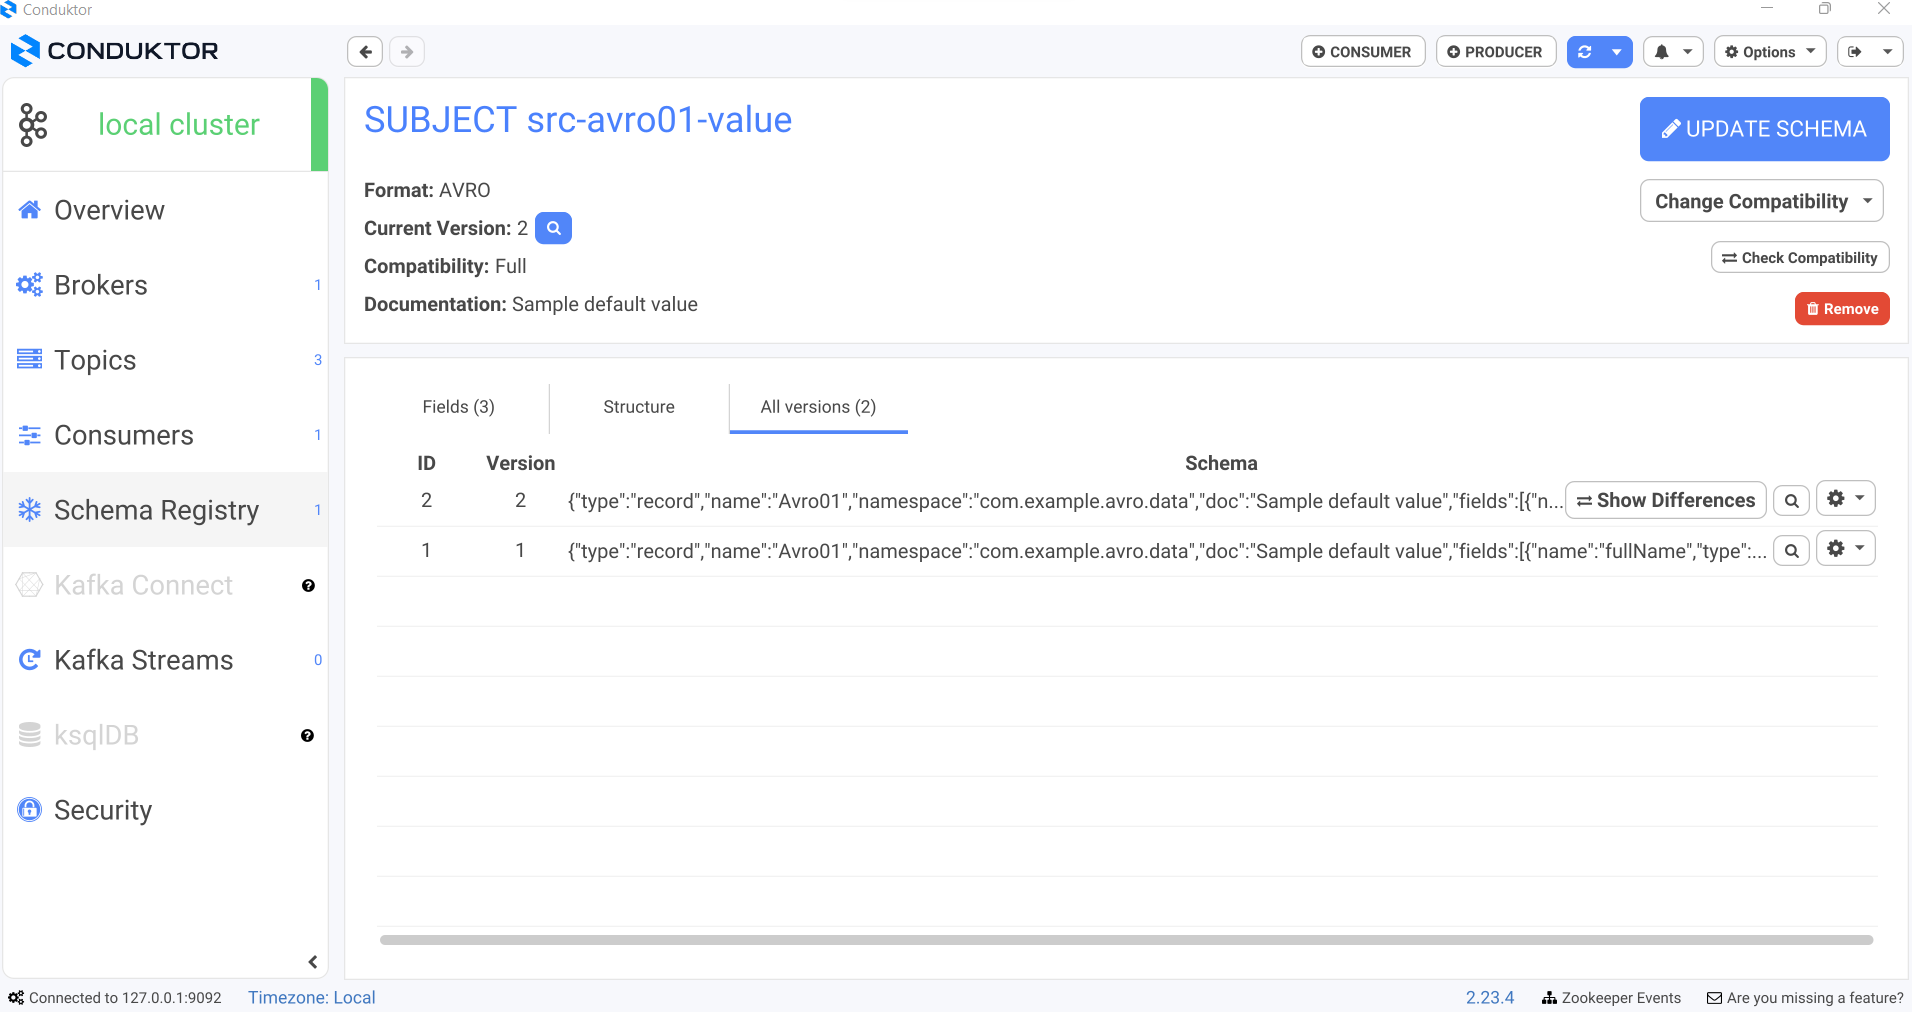 Conduktor
CONDUKTOR
CONSUMER
PRODUCER
Options
local cluster
Overview
Brokers 1
Topics 3
Consumers 1
Schema Registry 1
Kafka Connect ?
Kafka Streams 0
ksqlDB ?
Security
SUBJECT src-avro01-value
UPDATE SCHEMA
Format: AVRO
Current Version: 2
Compatibility: Full
Documentation: Sample default value
Change Compatibility
Check Compatibility
Remove
Fields (3) Structure All versions (2)
ID Version Schema
2 2 {"type":"record","name":"Avro01","namespace":"com.example.avro.data","doc":"Sample default value","fields":[{"n... Show Differences
1 1 {"type":"record","name":"Avro01","namespace":"com.example.avro.data","doc":"Sample default value","fields":[{"name":"fullName","type":...
Connected to 127.0.0.1:9092 Timezone: Local 2.23.4 Zookeeper Events Are you missing a feature?